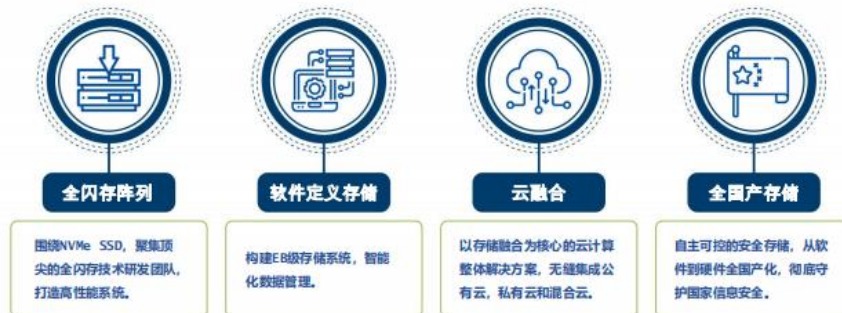 全闪存阵列
软件定义存储
云融合
全国产存储
围绕NVMe SSD，聚集顶
尖的全闪存技术研发团队，
打造高性能系统。
构建EB级存储系统，智能
化数据管理。
以存储融合为核心的云计算
整体解决方案，无缝集成公
有云，私有云和混合云。
自主可控的安全存储，从软
件到硬件全国产化，彻底守
护国家信息安全。